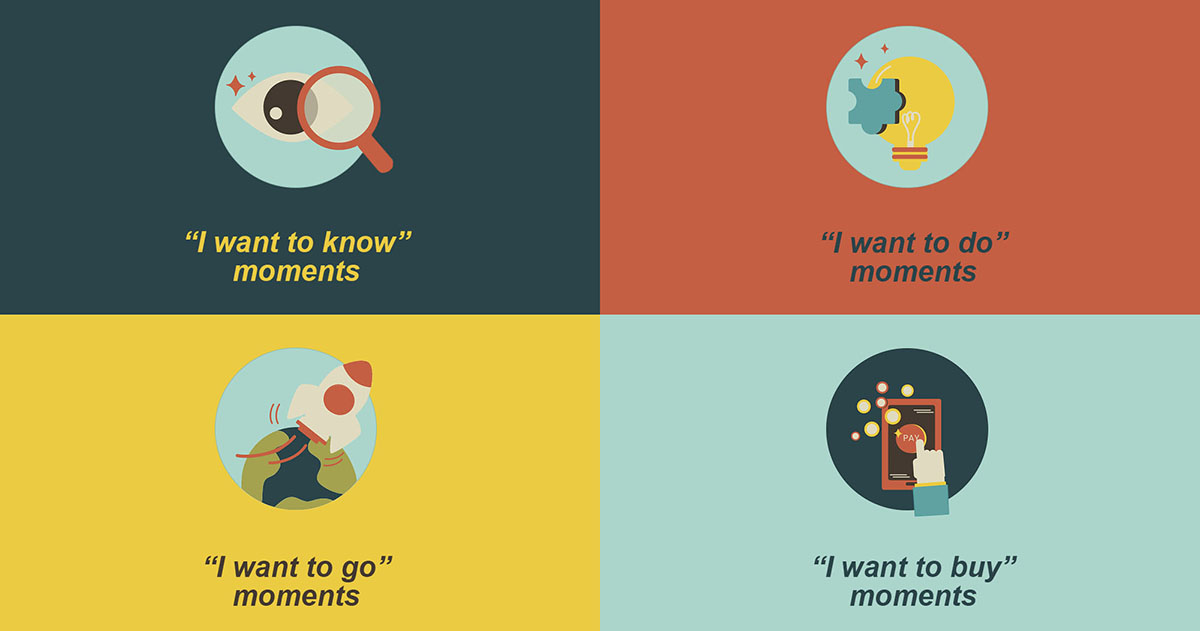 “I want to know”
moments
“I want to do”
moments
“I want to go”
moments
PAY
“I want to buy”
moments